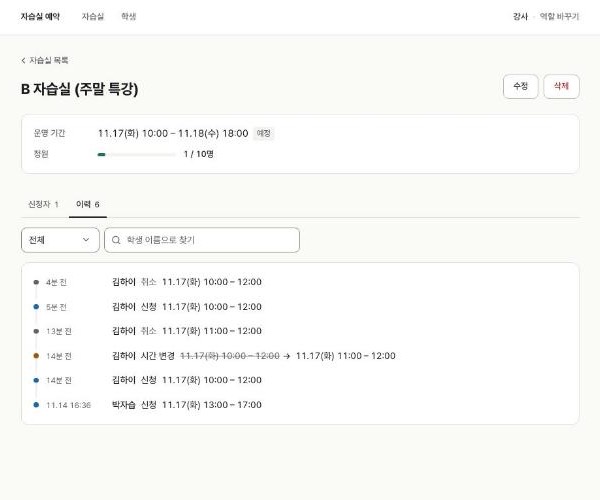 자습실 예약 자습실 학생 강사 · 역할 바꾸기
< 자습실 목록
B 자습실 (주말 특강) 수정 삭제
운영 기간 11.17(화) 10:00 – 11.18(수) 18:00 예정
정원 1 / 10명
신청자 1 이력 6
전체 학생 이름으로 찾기
4분 전 김하이 취소 11.17(화) 10:00 – 12:00
5분 전 김하이 신청 11.17(화) 10:00 – 12:00
13분 전 김하이 취소 11.17(화) 11:00 – 12:00
14분 전 김하이 시간 변경 11.17(화) 10:00 – 12:00 → 11.17(화) 11:00 – 12:00
14분 전 김하이 신청 11.17(화) 10:00 – 12:00
11.14 16:36 박자습 신청 11.17(화) 13:00 – 17:00